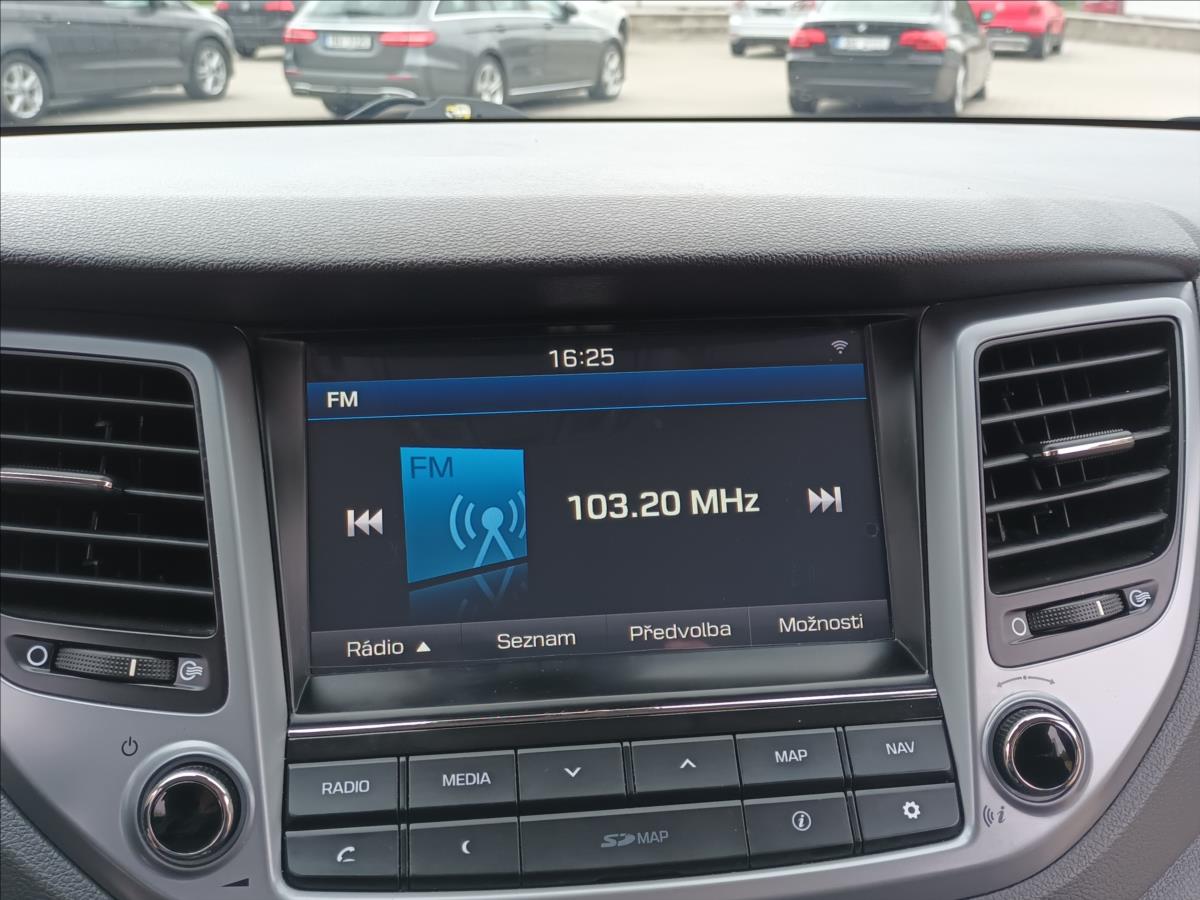 16:25
FM
FM
103.20 MHz
Rádio Seznam Předvolba Možnosti
RADIO MEDIA MAP NAV
SD MAP